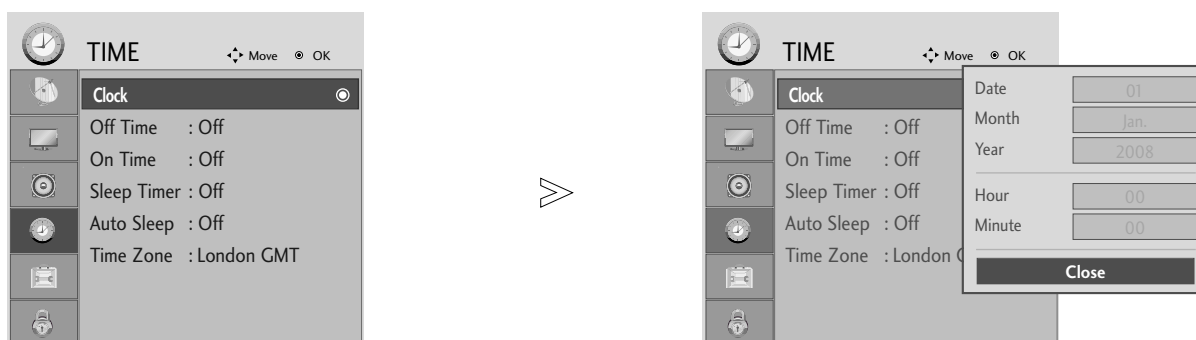 TIME
Move OK
Clock
Off Time : Off
On Time : Off
Sleep Timer : Off
Auto Sleep : Off
Time Zone : London GMT
TIME
Move OK
Clock
Off Time : Off
On Time : Off
Sleep Timer : Off
Auto Sleep : Off
Time Zone : London G
Date 01
Month Jan.
Year 2008
Hour 00
Minute 00
Close